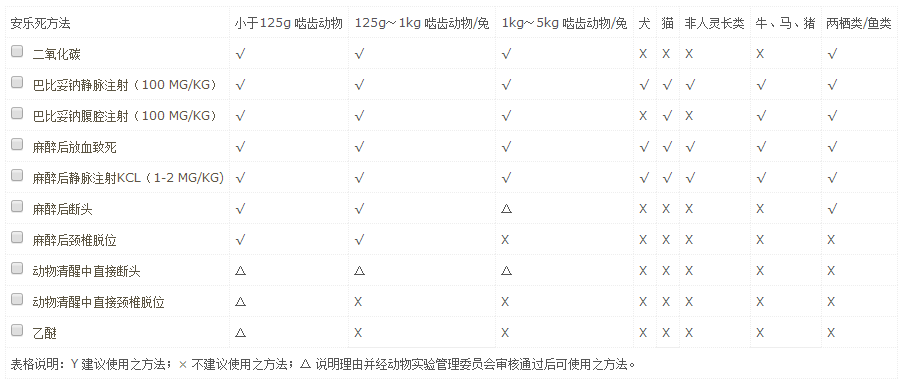 安乐死方法 小于125g 啮齿动物 125g～1kg 啮齿动物/兔 1kg～5kg 啮齿动物/兔 犬 猫 非人灵长类 牛、马、猪 两栖类/鱼类
二氧化碳 √ √ √ X X X X √
巴比妥钠静脉注射（100 MG/KG） √ √ √ √ √ √ √ √
巴比妥钠腹腔注射（100 MG/KG） √ √ √ X √ X √ √
麻醉后放血致死 √ √ √ √ √ √ √ √
麻醉后静脉注射KCL（1-2 MG/KG) √ √ √ √ √ √ √ √
麻醉后断头 √ √ △ X X X X √
麻醉后颈椎脱位 √ √ X X X X X X
动物清醒中直接断头 △ △ △ X X X X X
动物清醒中直接颈椎脱位 △ X X X X X X X
乙醚 △ X X X X X X X
表格说明：Y 建议使用之方法；× 不建议使用之方法；△ 说明理由并经动物实验管理委员会审核通过后可使用之方法。